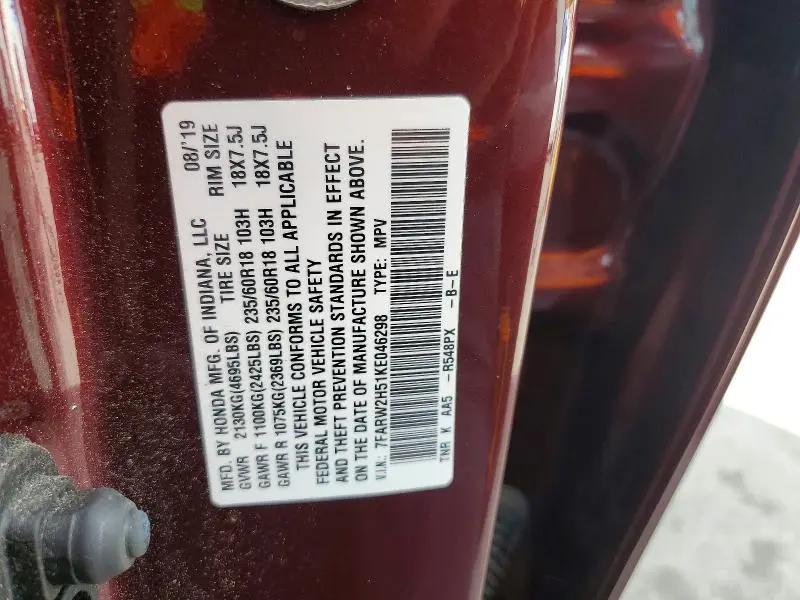 MFD. BY HONDA MFG. OF INDIANA, LLC 08/'19
GVWR 2130KG(4695LBS) TIRE SIZE RIM SIZE
GAWR F 1100KG(2425LBS) 235/60R18 103H 18X7.5J
GAWR R 1075KG(2369LBS) 235/60R18 103H 18X7.5J
THIS VEHICLE CONFORMS TO ALL APPLICABLE
FEDERAL MOTOR VEHICLE SAFETY
AND THEFT PREVENTION STANDARDS IN EFFECT
ON THE DATE OF MANUFACTURE SHOWN ABOVE.
V.I.N.: 7FARW2H51KE046298 TYPE: MPV
TNR K AA5 - R548PX - B - E